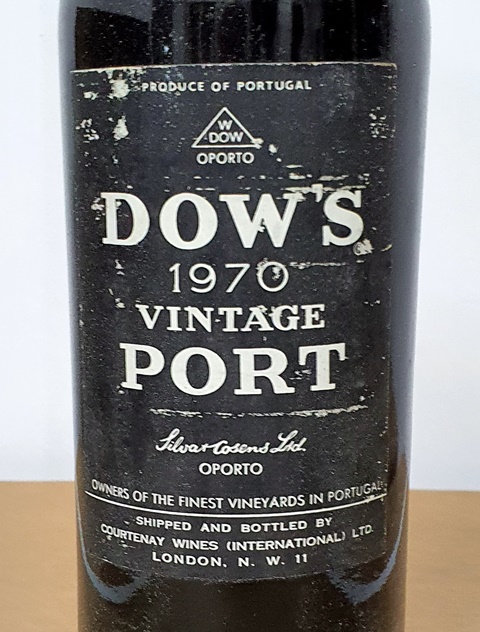 PRODUCE OF PORTUGAL
W
DOW
OPORTO
DOW'S
1970
VINTAGE
PORT
Silva & Cosens Ltd.
OPORTO
OWNERS OF THE FINEST VINEYARDS IN PORTUGAL
SHIPPED AND BOTTLED BY
COURTENAY WINES (INTERNATIONAL) LTD.
LONDON, N. W. 11